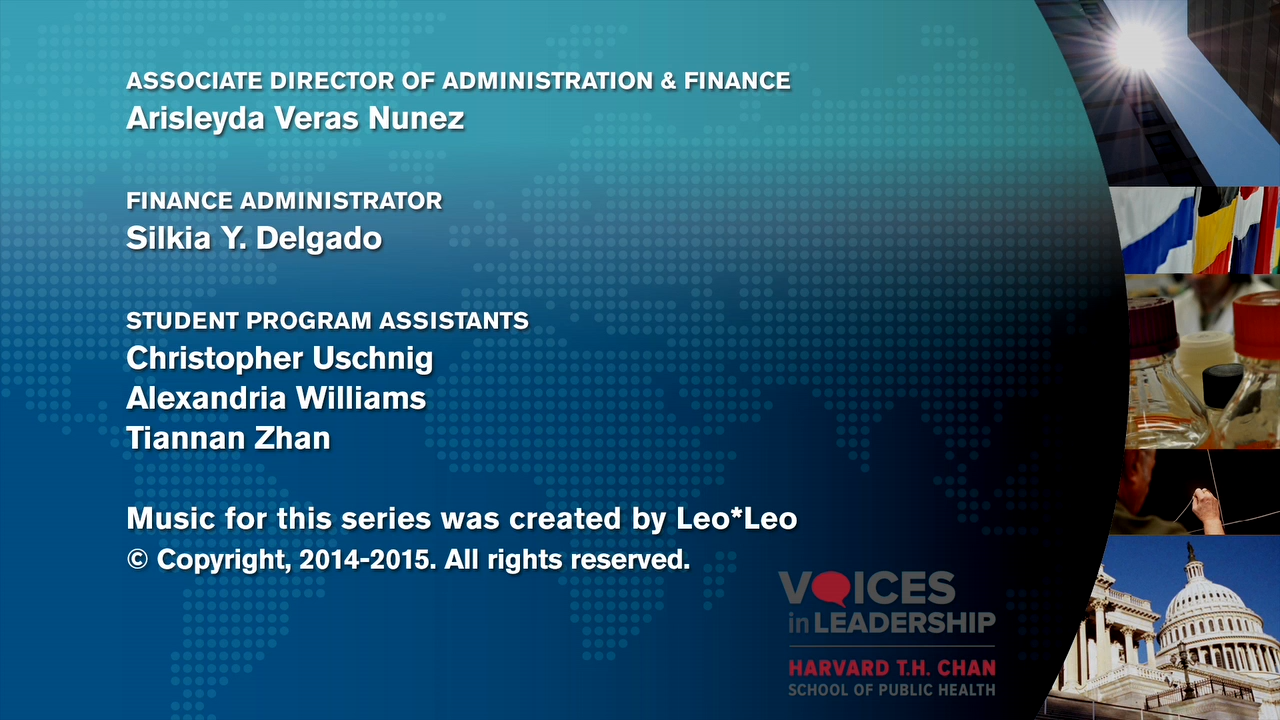 ASSOCIATE DIRECTOR OF ADMINISTRATION & FINANCE
Arisleyda Veras Nunez
FINANCE ADMINISTRATOR
Silkia Y. Delgado
STUDENT PROGRAM ASSISTANTS
Christopher Uschnig
Alexandria Williams
Tiannan Zhan
Music for this series was created by Leo*Leo
© Copyright, 2014-2015. All rights reserved.
VOICES
in LEADERSHIP
HARVARD T.H. CHAN
SCHOOL OF PUBLIC HEALTH